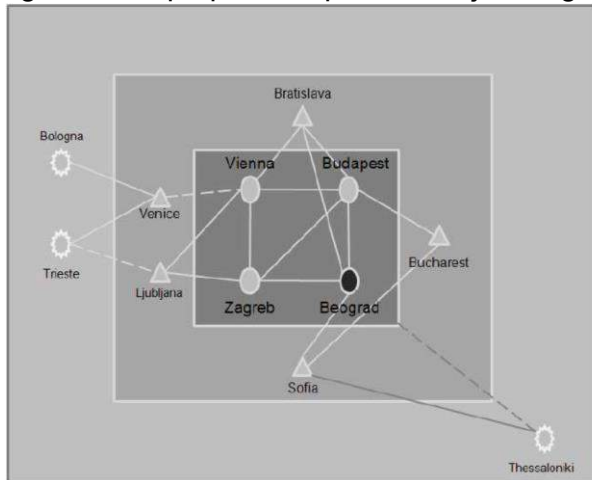 Bratislava
Bologna
Vienna
Budapest
Venice
Trieste
Ljubljana
Bucharest
Zagreb
Beograd
Sofia
Thessaloniki